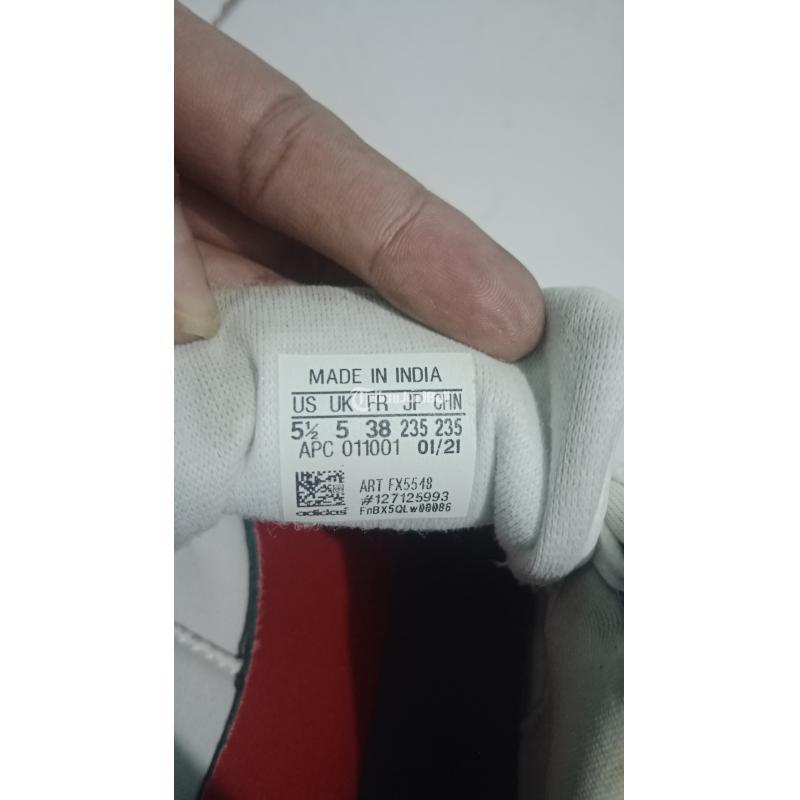 MADE IN INDIA
US UK FR JP CHN
5½ 5 38 235 235
APC 011001 01/21
ART FX5548
#127125993
adidas FnBX5QLw00086